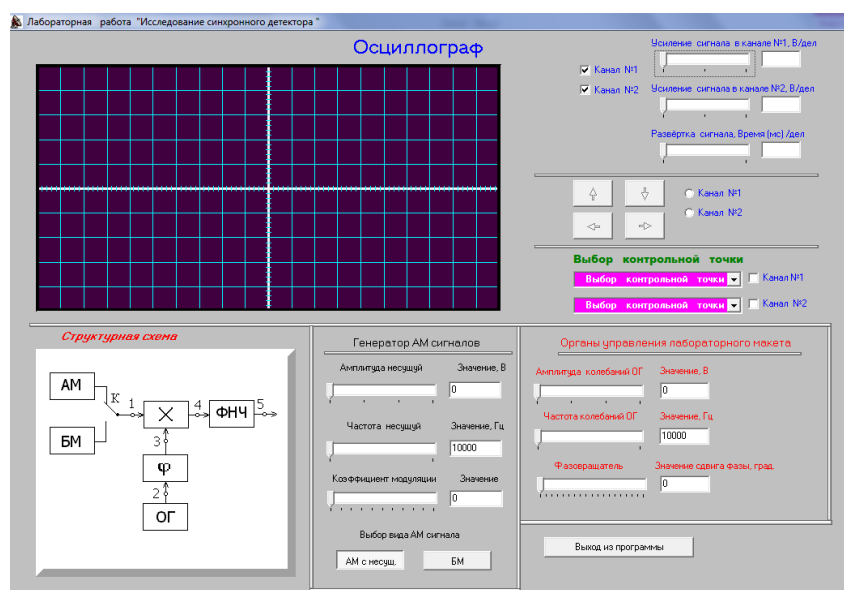 Лабораторная работа "Исследование синхронного детектора "
Осциллограф
Усиление сигнала в канале №1, В/дел
Канал №1
Канал №2
Усиление сигнала в канале №2, В/дел
Развёртка сигнала, Время (мс) /дел
Канал №1
Канал №2
Выбор контрольной точки
Выбор контрольной точки
Канал №1
Выбор контрольной точки
Канал №2
Структурная схема
АМ
К
1
4
ФНЧ
5
БМ
3
φ
2
ОГ
Генератор АМ сигналов
Амплитуда несущуй
Значение, В
0
Частота несущуй
Значение, Гц
10000
Коэффициент модуляции
Значение
0
Выбор вида АМ сигнала
АМ с несущ.
БМ
Органы управления лабораторного макета
Амплитуда колебаний ОГ
Значение, В
0
Частота колебаний ОГ
Значение, Гц
10000
Фазовращатель
Значение сдвига фазы, град.
0
Выход из программы